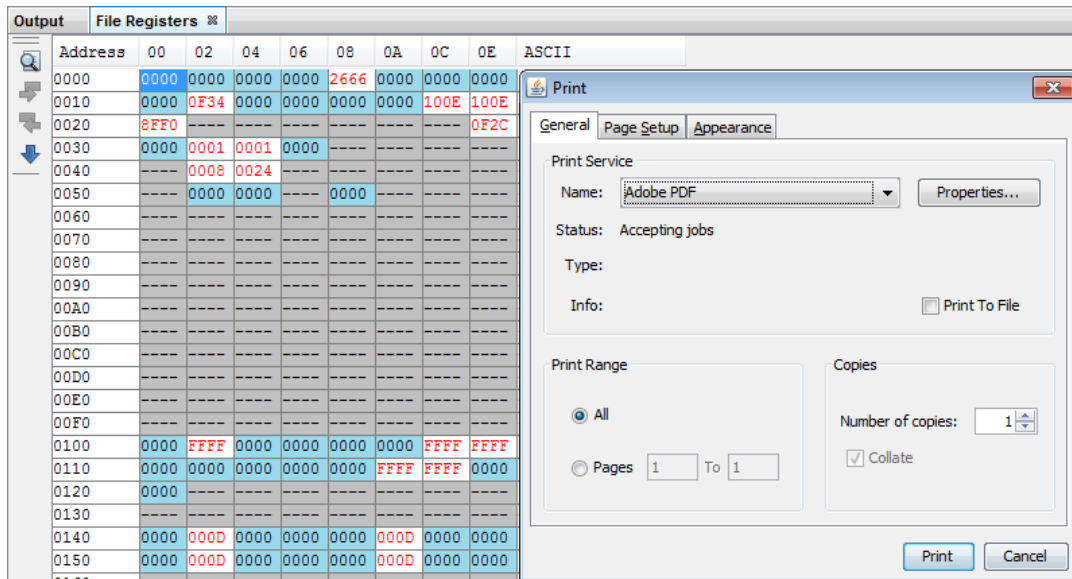 Output File Registers
Address 00 02 04 06 08 0A 0C 0E ASCII
0000 0000 0000 0000 0000 2666 0000 0000 0000
0010 0000 0F34 0000 0000 0000 0000 100E 100E
0020 8FF0 ---- ---- ---- ---- ---- ---- 0F2C
0030 0000 0001 0001 0000 ---- ---- ---- ----
0040 ---- 0008 0024 ---- ---- ---- ---- ----
0050 ---- 0000 0000 ---- 0000 ---- ---- ----
0060 ---- ---- ---- ---- ---- ---- ---- ----
0070 ---- ---- ---- ---- ---- ---- ---- ----
0080 ---- ---- ---- ---- ---- ---- ---- ----
0090 ---- ---- ---- ---- ---- ---- ---- ----
00A0 ---- ---- ---- ---- ---- ---- ---- ----
00B0 ---- ---- ---- ---- ---- ---- ---- ----
00C0 ---- ---- ---- ---- ---- ---- ---- ----
00D0 ---- ---- ---- ---- ---- ---- ---- ----
00E0 ---- ---- ---- ---- ---- ---- ---- ----
00F0 ---- ---- ---- ---- ---- ---- ---- ----
0100 0000 FFFF 0000 0000 0000 0000 FFFF FFFF
0110 0000 0000 0000 0000 0000 FFFF FFFF 0000
0120 0000 ---- ---- ---- ---- ---- ---- ----
0130 ---- ---- ---- ---- ---- ---- ---- ----
0140 0000 000D 0000 0000 0000 000D 0000 0000
0150 0000 000D 0000 0000 0000 000D 0000 0000
Print
General Page Setup Appearance
Print Service
Name: Adobe PDF Properties...
Status: Accepting jobs
Type:
Info: Print To File
Print Range
All
Pages 1 To 1
Copies
Number of copies: 1
Collate
Print Cancel